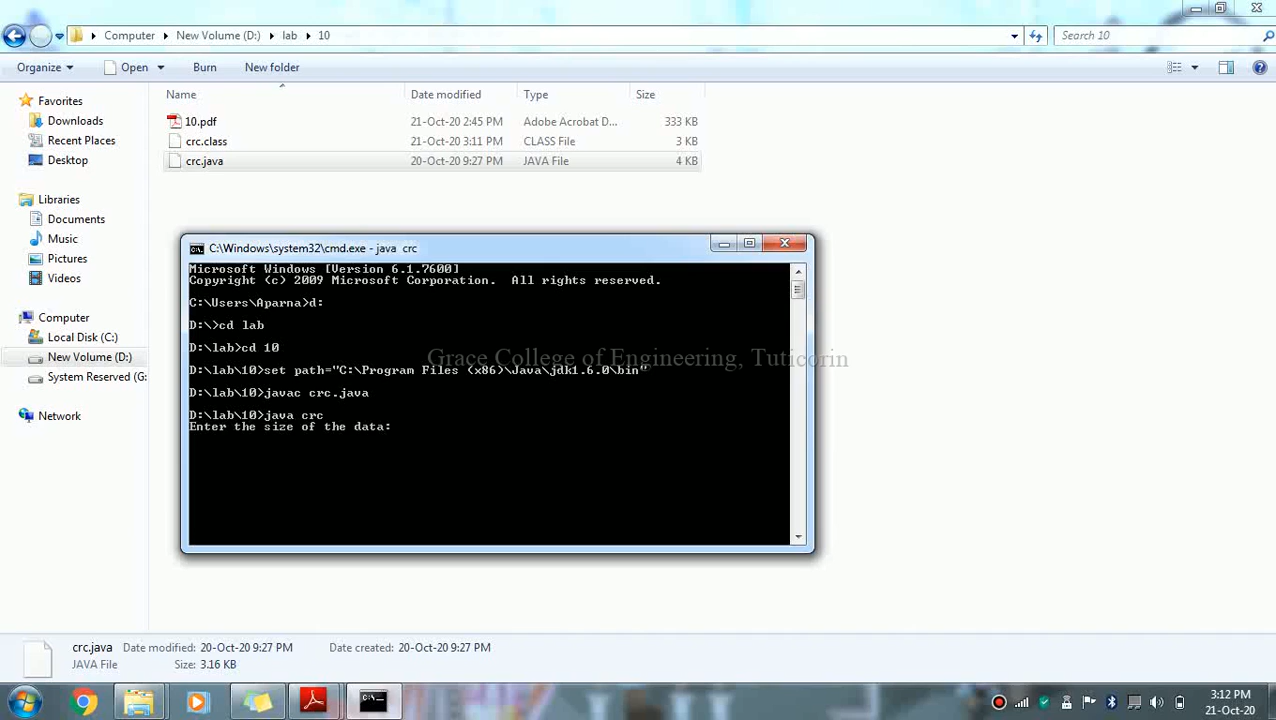 Computer ▸ New Volume (D:) ▸ lab ▸ 10
Search 10
Organize Open Burn New folder
Name Date modified Type Size
Favorites
Downloads
Recent Places
Desktop
Libraries
Documents
Music
Pictures
Videos
Computer
Local Disk (C:)
New Volume (D:)
System Reserved (G:
Network
10.pdf 21-Oct-20 2:45 PM Adobe Acrobat D... 333 KB
crc.class 21-Oct-20 3:11 PM CLASS File 3 KB
crc.java 20-Oct-20 9:27 PM JAVA File 4 KB
C:\Windows\system32\cmd.exe - java crc
Microsoft Windows [Version 6.1.7600]
Copyright (c) 2009 Microsoft Corporation. All rights reserved.
C:\Users\Aparna>d:
D:\>cd lab
D:\lab>cd 10
Grace College of Engineering, Tuticorin
D:\lab\10>set path="C:\Program Files (x86)\Java\jdk1.6.0\bin"
D:\lab\10>javac crc.java
D:\lab\10>java crc
Enter the size of the data:
crc.java Date modified: 20-Oct-20 9:27 PM Date created: 20-Oct-20 9:27 PM
JAVA File Size: 3.16 KB
3:12 PM
21-Oct-20